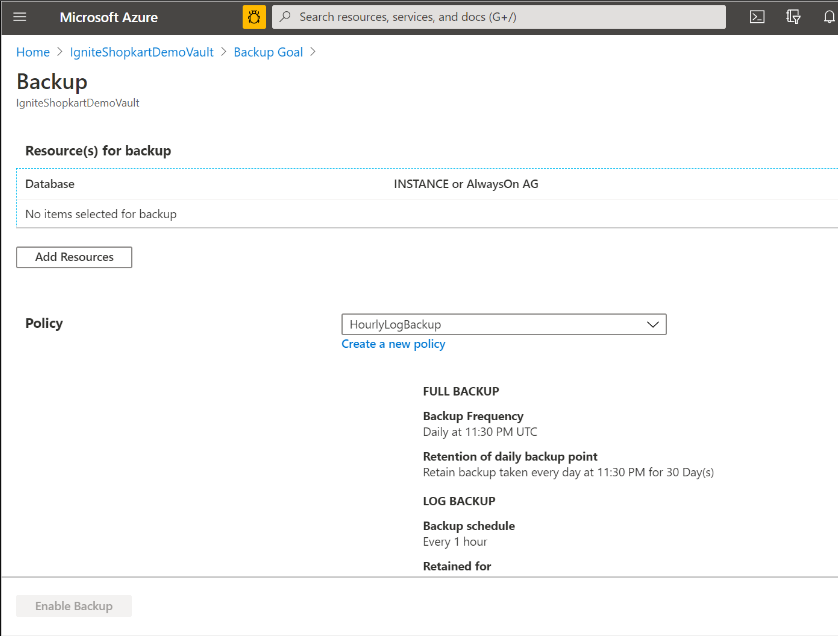 Microsoft Azure
Search resources, services, and docs (G+/)
Home > IgniteShopkartDemoVault > Backup Goal >
Backup
IgniteShopkartDemoVault
Resource(s) for backup
Database INSTANCE or AlwaysOn AG
No items selected for backup
Add Resources
Policy HourlyLogBackup
Create a new policy
FULL BACKUP
Backup Frequency
Daily at 11:30 PM UTC
Retention of daily backup point
Retain backup taken every day at 11:30 PM for 30 Day(s)
LOG BACKUP
Backup schedule
Every 1 hour
Retained for
Enable Backup